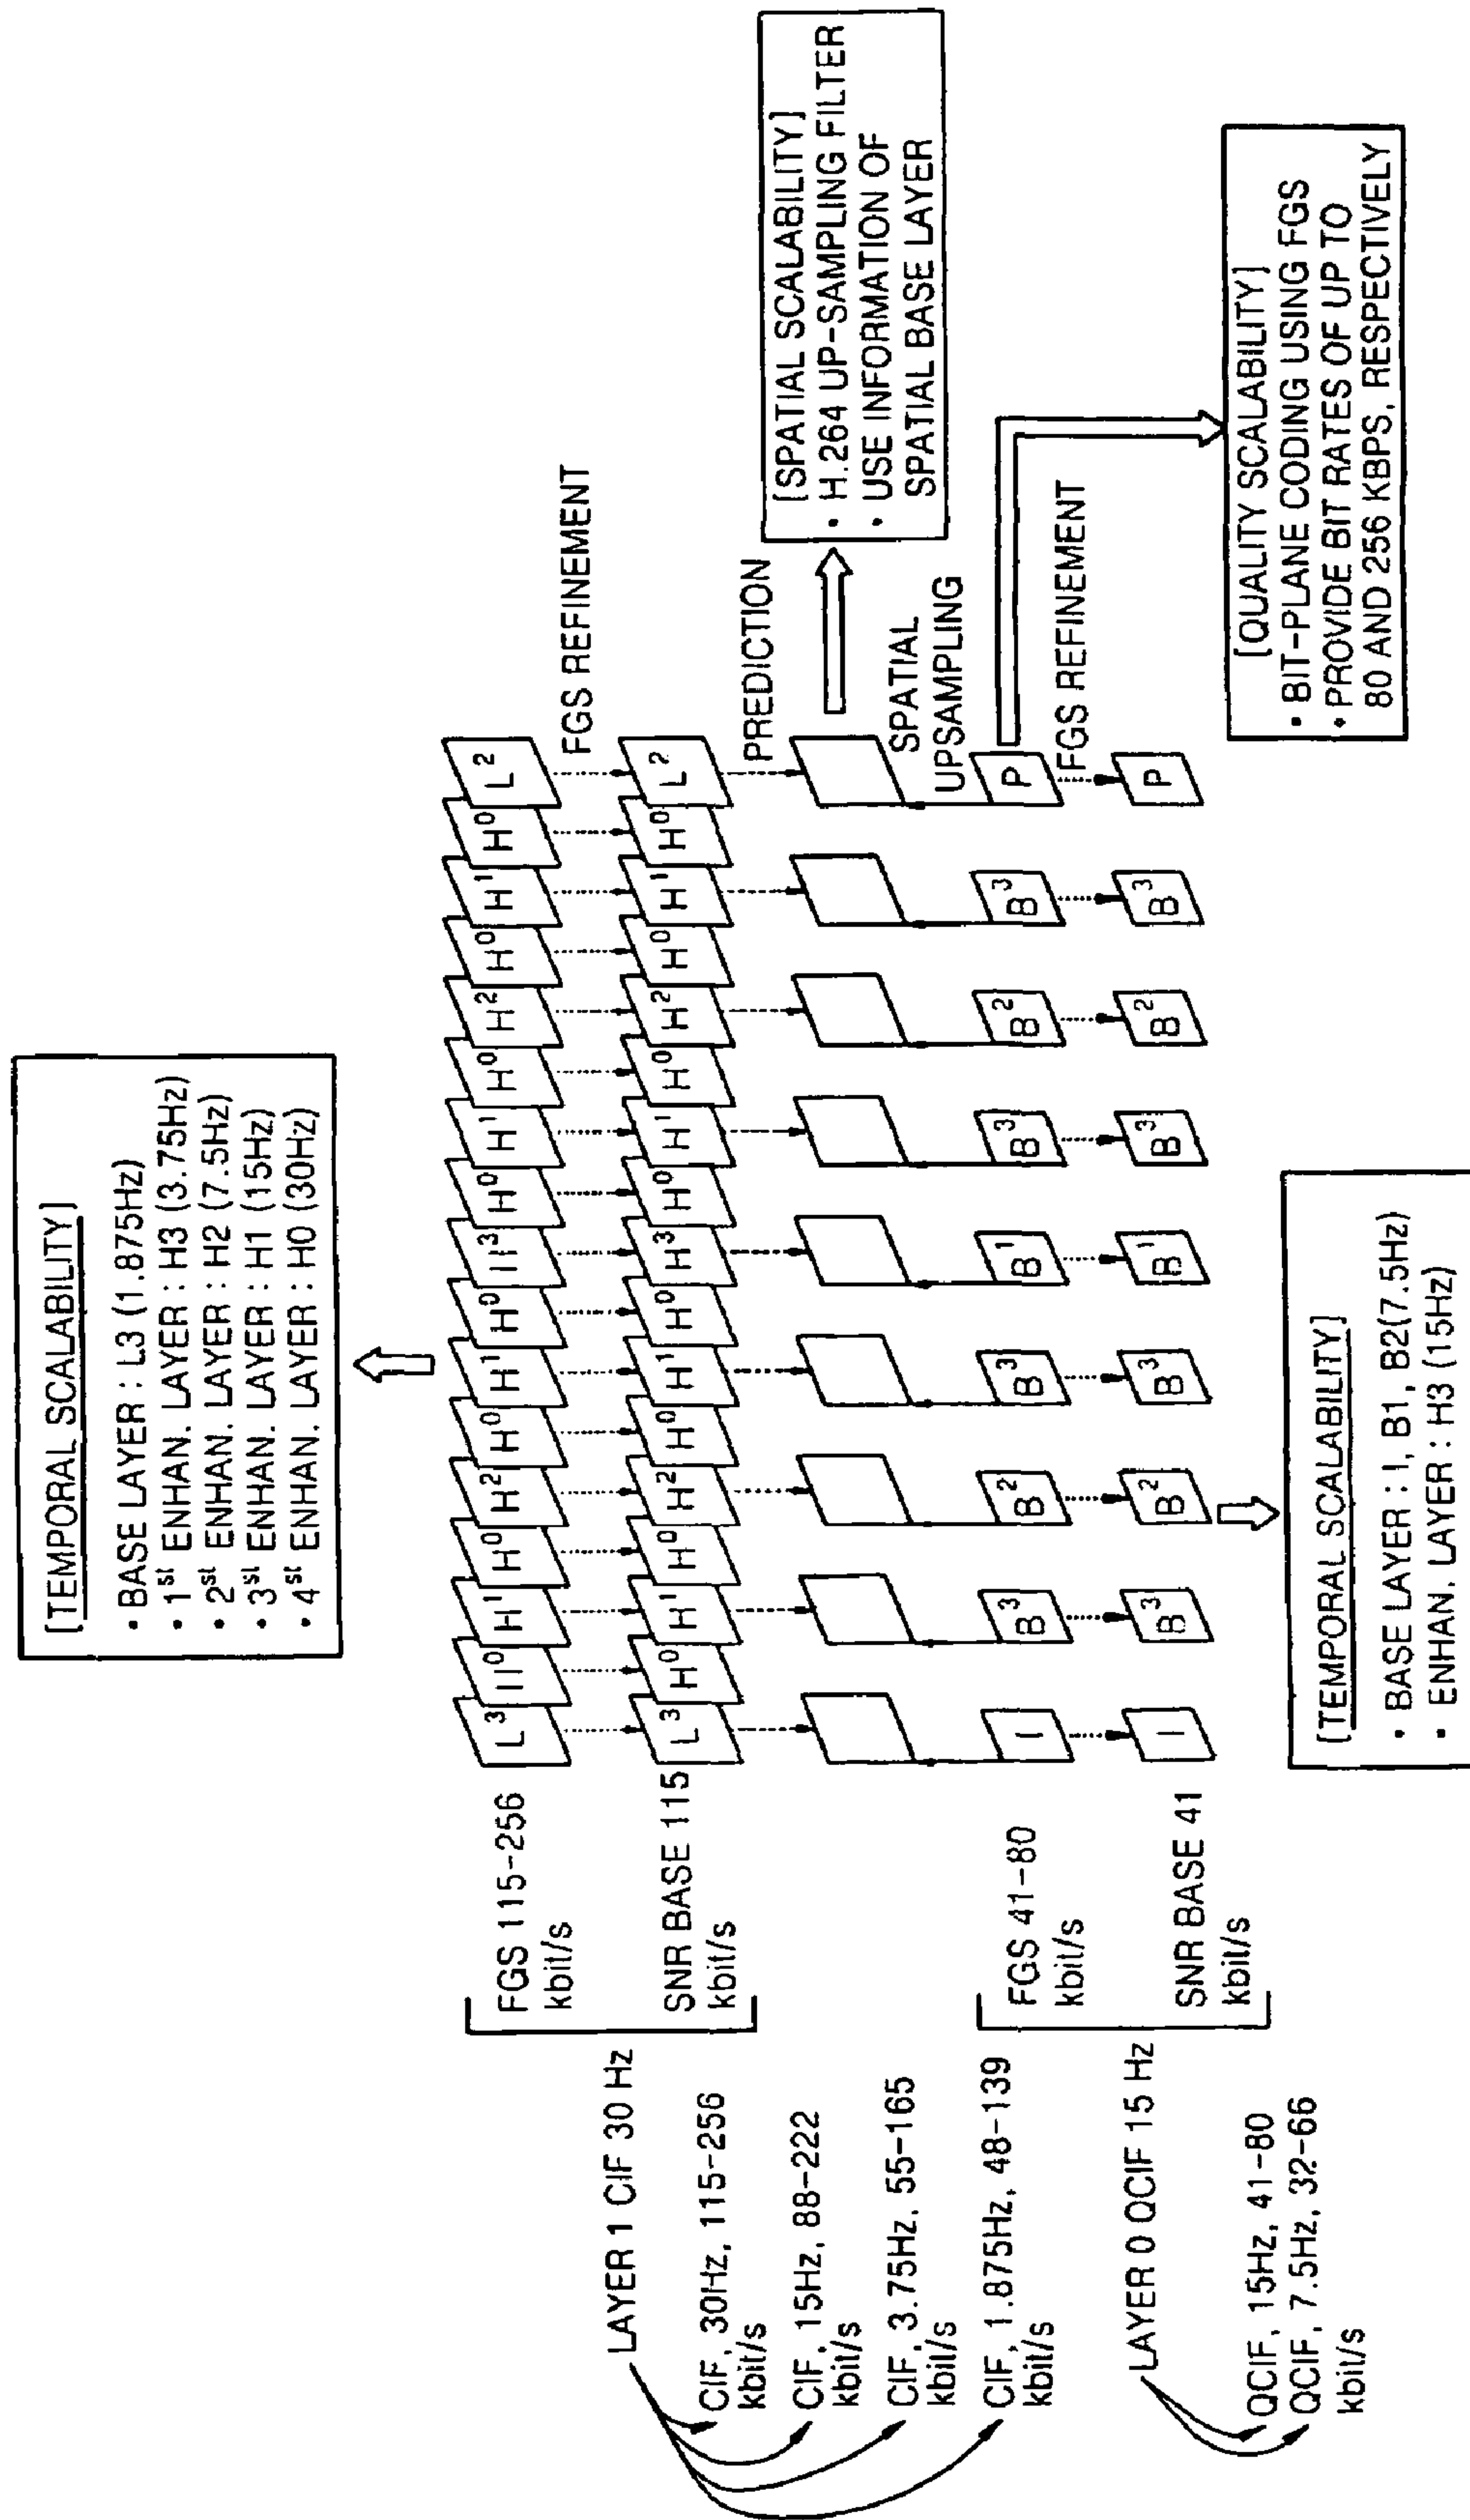 [TEMPORAL SCALABILITY]
• BASE LAYER : L3 (1.875Hz)
• 1st ENHAN. LAYER : H3 (3.75Hz)
• 2st ENHAN. LAYER : H2 (7.5Hz)
• 3st ENHAN. LAYER : H1 (15Hz)
• 4st ENHAN. LAYER : H0 (30Hz)
LAYER 1 CIF 30 Hz
CIF, 30Hz, 115-256
kbit/s
CIF, 15Hz, 88-222
kbit/s
CIF, 3.75Hz, 55-165
kbit/s
CIF, 1.875Hz, 48-139
kbit/s
LAYER 0 QCIF 15 Hz
QCIF, 15Hz, 41-80
QCIF, 7.5Hz, 32-66
kbit/s
FGS 115-256
kbit/s
SNR BASE 115
kbit/s
FGS 41-80
kbit/s
SNR BASE 41
kbit/s
L³ H⁰ H¹ H⁰ H² H⁰ H¹ H⁰ H³ H⁰ H¹ H⁰ H² H⁰ H¹ H⁰ L²
L³ H⁰ H¹ H⁰ H² H⁰ H¹ H⁰ H³ H⁰ H¹ H⁰ H² H⁰ H¹ H⁰ L²
I B³ B² B³ B¹ B³ B² B³ P
I B³ B² B³ B¹ B³ B² B³ P
FGS REFINEMENT
PREDICTION
SPATIAL
UPSAMPLING
FGS REFINEMENT
[SPATIAL SCALABILITY]
• H.264 UP-SAMPLING FILTER
• USE INFORMATION OF
SPATIAL BASE LAYER
[QUALITY SCALABILITY]
• BIT-PLANE CODING USING FGS
• PROVIDE BIT RATES OF UP TO
80 AND 256 KBPS, RESPECTIVELY
[TEMPORAL SCALABILITY]
• BASE LAYER : I, B1, B2(7.5Hz)
• ENHAN. LAYER : H3 (15Hz)